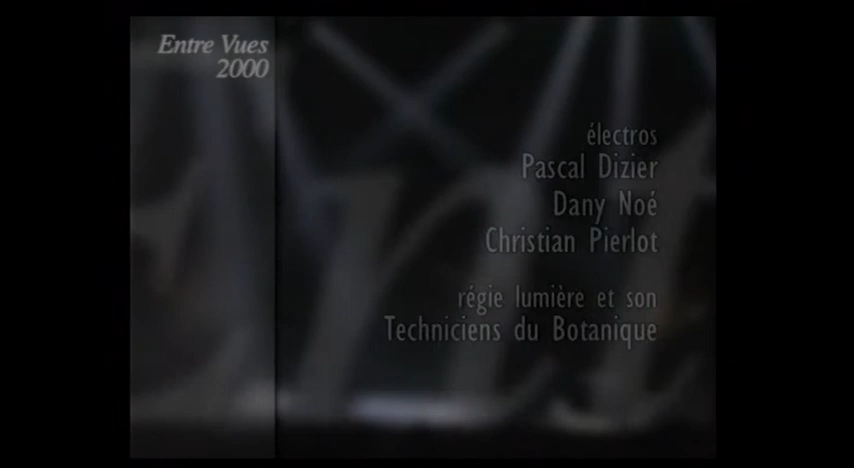 Entre Vues
2000
électros
Pascal Dizier
Dany Noé
Christian Pierlot
régie lumière et son
Techniciens du Botanique